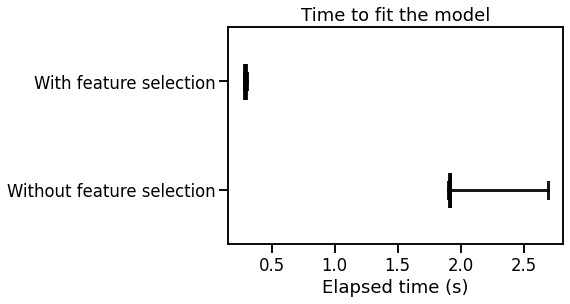 Time to fit the model
With feature selection
Without feature selection
0.5 1.0 1.5 2.0 2.5
Elapsed time (s)